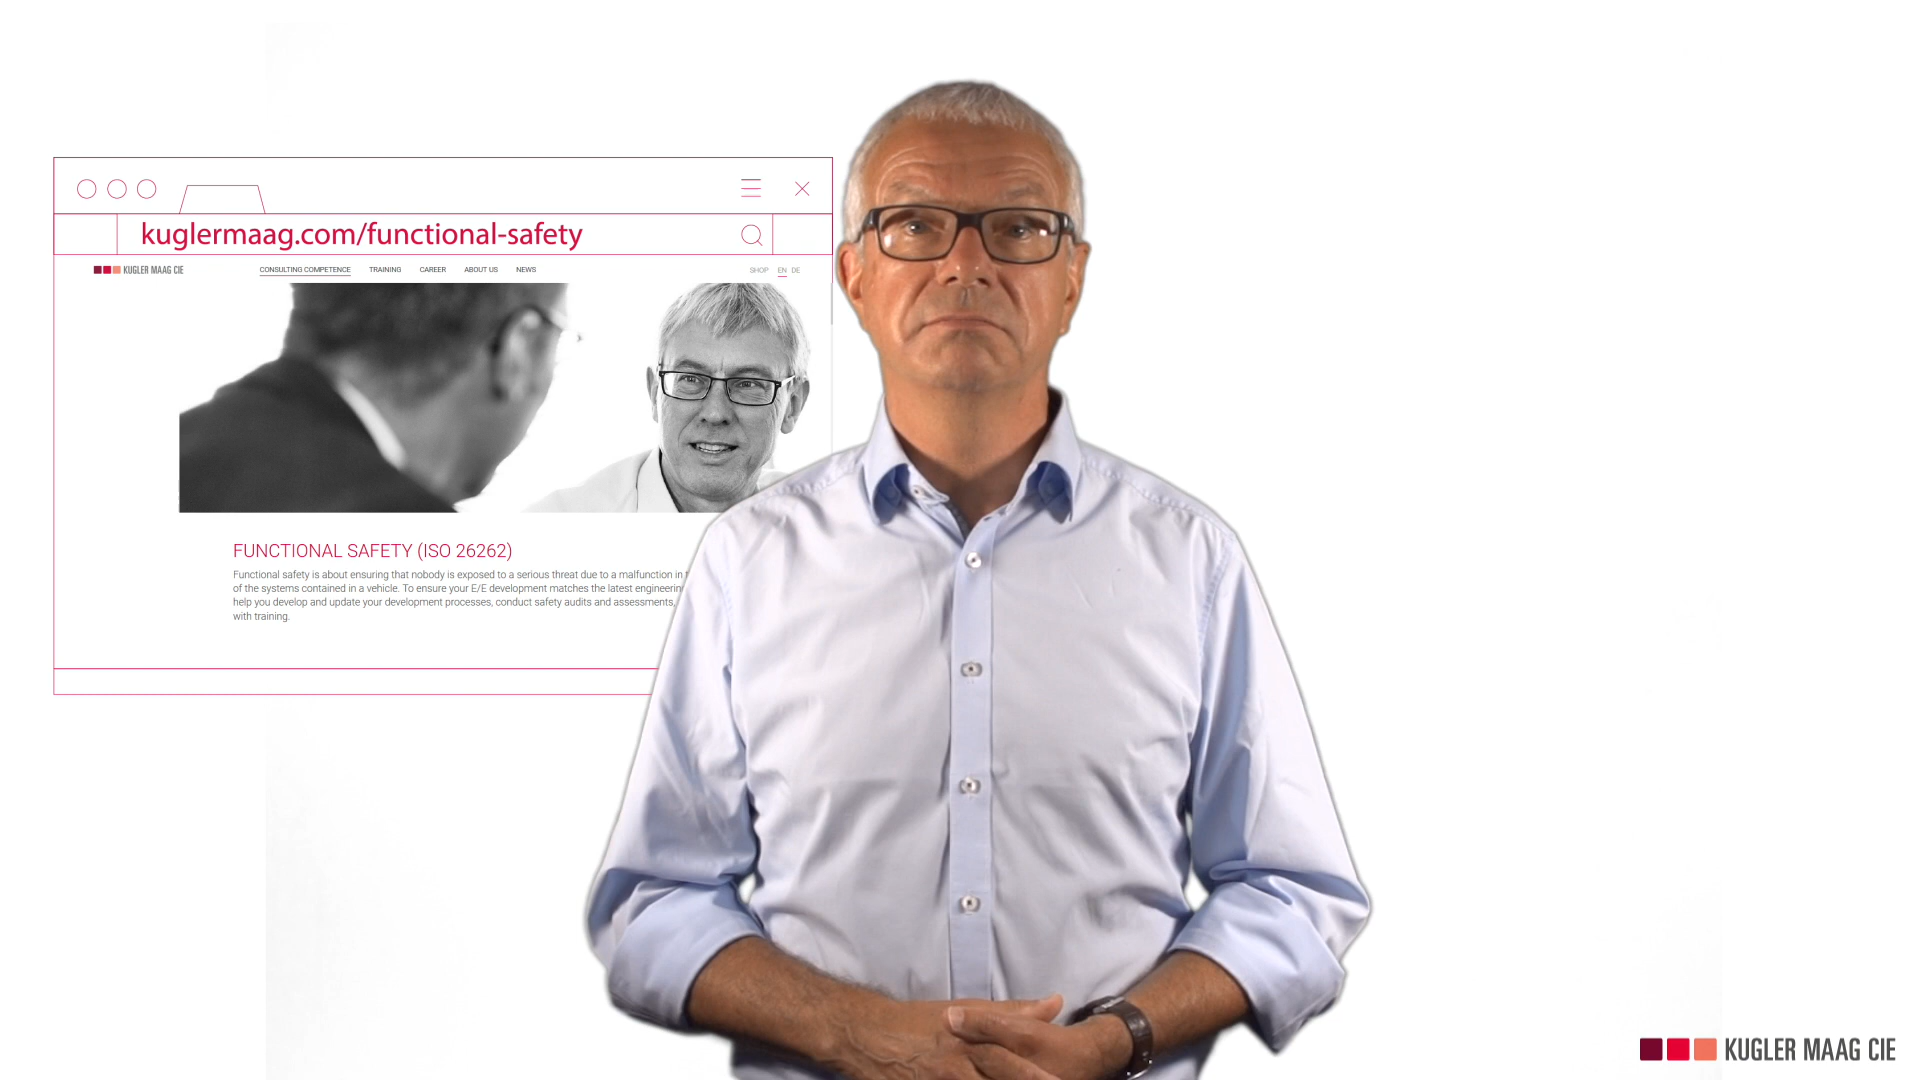 kuglermaag.com/functional-safety
KUGLER MAAG CIE
CONSULTING COMPETENCE TRAINING CAREER ABOUT US NEWS
SHOP EN DE
FUNCTIONAL SAFETY (ISO 26262)
Functional safety is about ensuring that nobody is exposed to a serious threat due to a malfunction in
of the systems contained in a vehicle. To ensure your E/E development matches the latest
help you develop and update your development processes, conduct safety audits and assessments,
with training.
KUGLER MAAG CIE